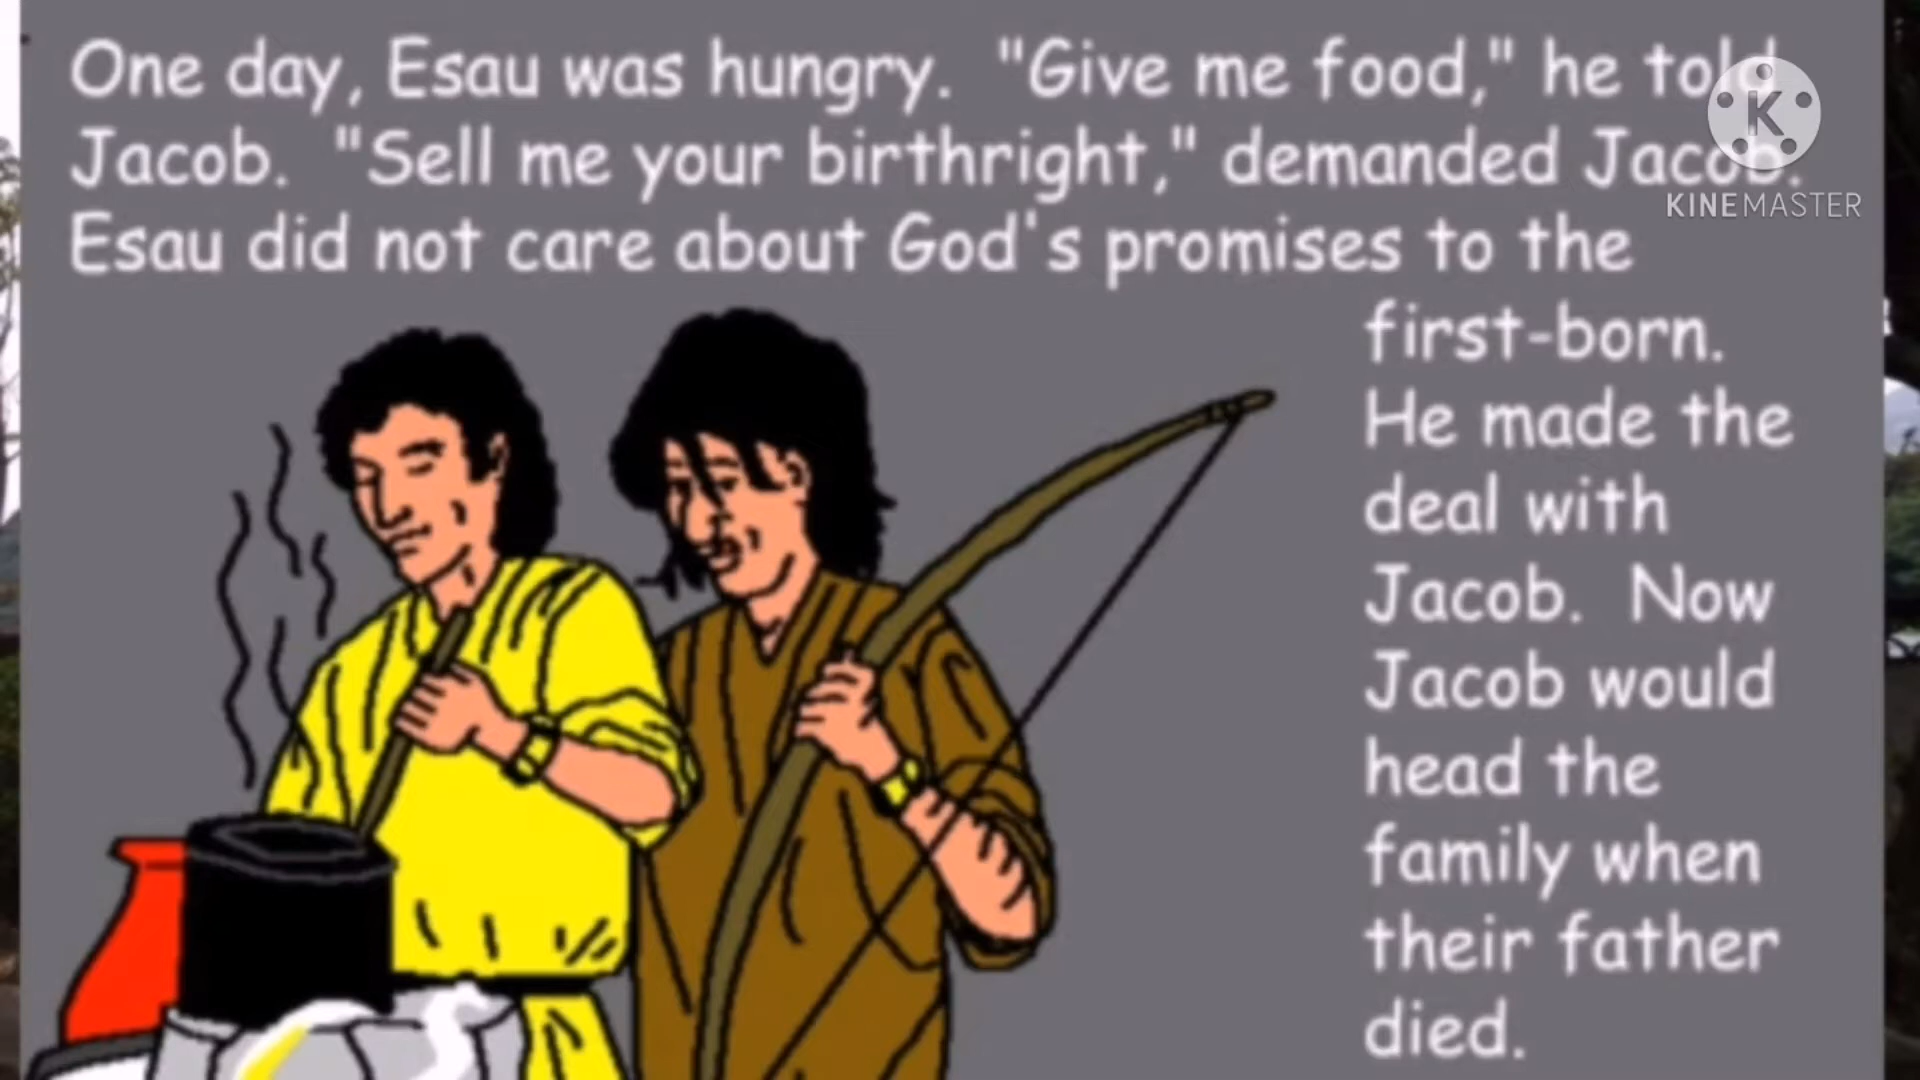 One day, Esau was hungry. "Give me food," he told
Jacob. "Sell me your birthright," demanded Jacob.
Esau did not care about God's promises to the
first-born.
He made the
deal with
Jacob. Now
Jacob would
head the
family when
their father
died.
K
KINEMASTER